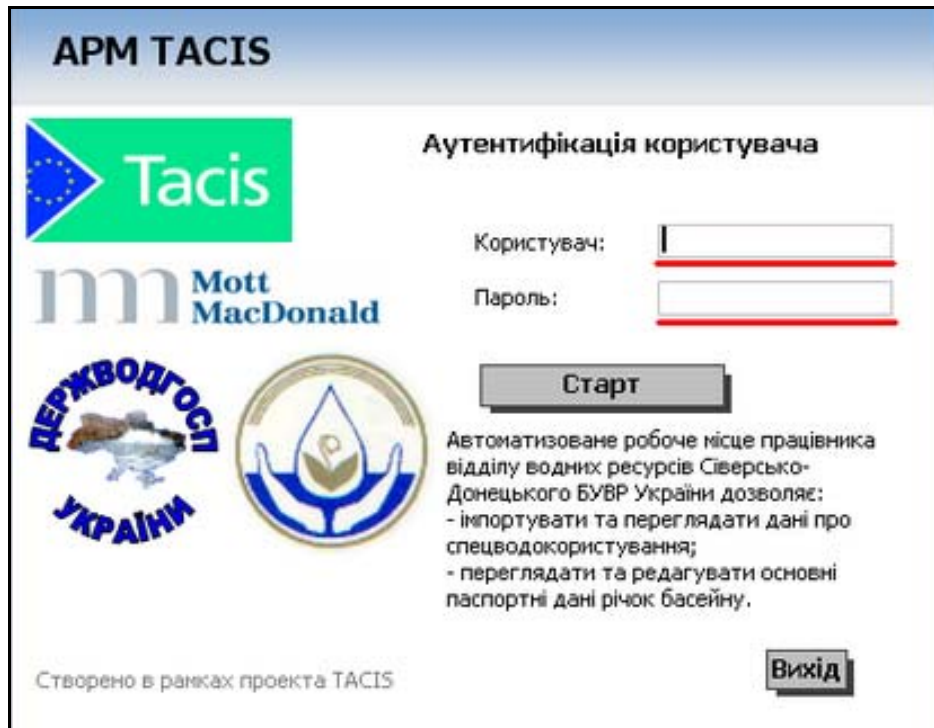 АРМ TACIS
Аутентифікація користувача
Tacis
Користувач:
Mott
MacDonald
Пароль:
Старт
ДЕРЖВОДГОСП
УКРАЇНИ
Автоматизоване робоче місце працівника
відділу водних ресурсів Сіверсько-
Донецького БУВР України дозволяє:
- імпортувати та переглядати дані про
спецводокористування;
- переглядати та редагувати основні
паспортні дані річок басейну.
Створено в рамках проекта TACIS
Вихід